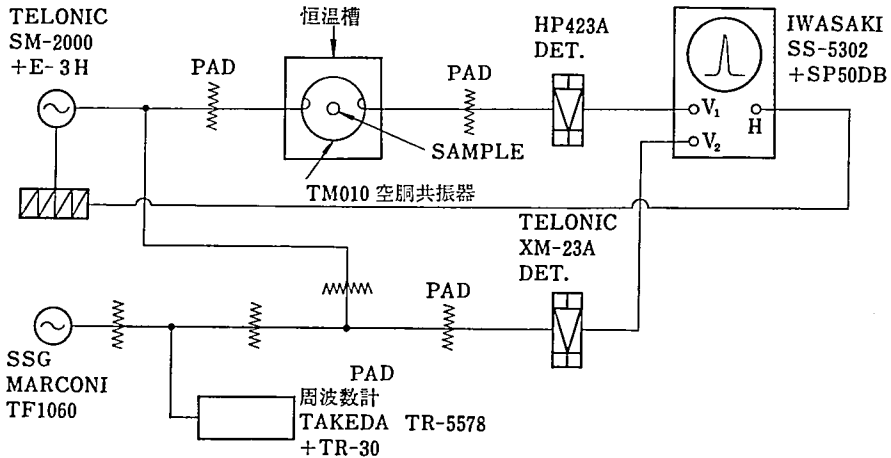 TELONIC
SM-2000
+E-3H
PAD
恒温槽
SAMPLE
TM010 空胴共振器
PAD
HP423A
DET.
IWASAKI
SS-5302
+SP50DB
V₁
H
V₂
TELONIC
XM-23A
DET.
PAD
SSG
MARCONI
TF1060
PAD
周波数計
TAKEDA TR-5578
+TR-30